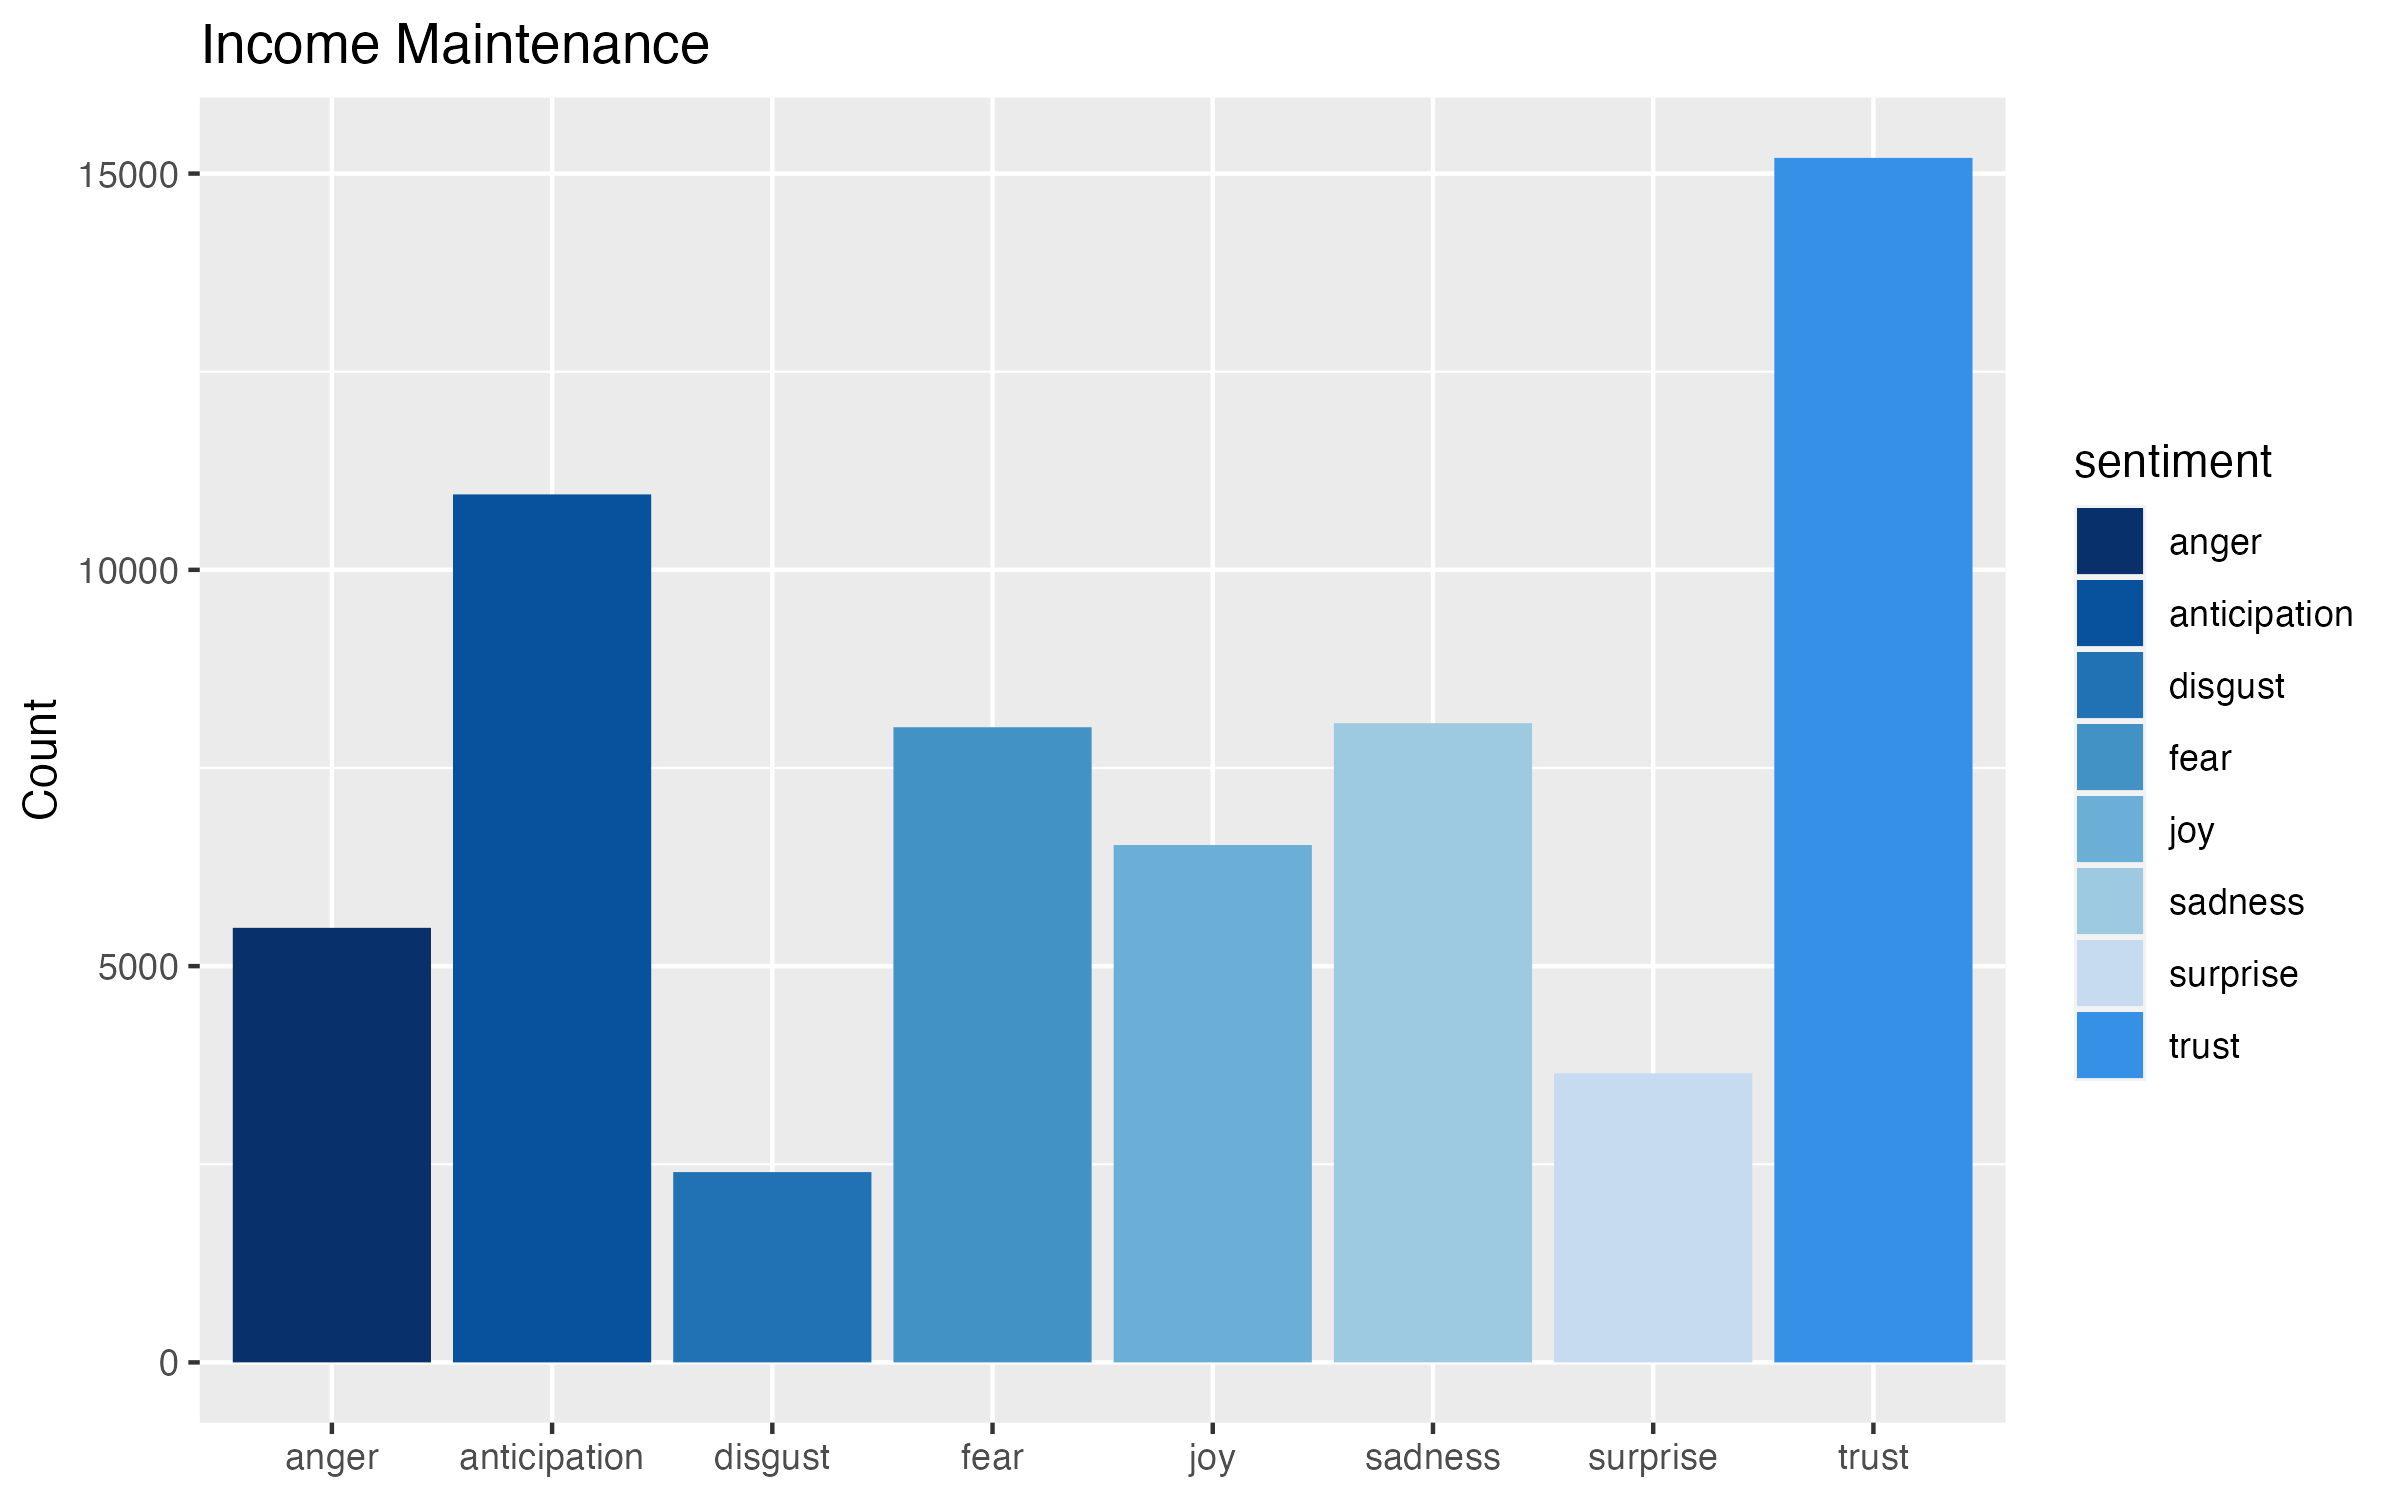 Income Maintenance
15000
10000
5000
0
Count
anger
anticipation
disgust
fear
joy
sadness
surprise
trust
sentiment
anger
anticipation
disgust
fear
joy
sadness
surprise
trust